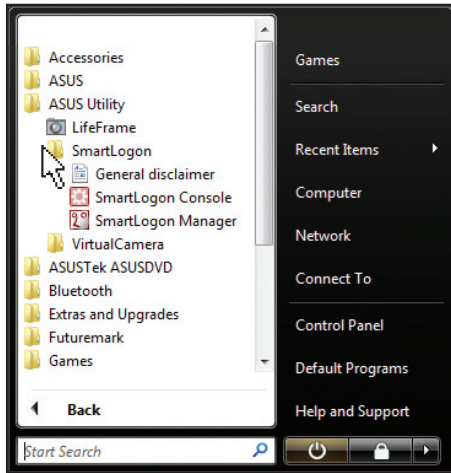 Accessories
ASUS
ASUS Utility
LifeFrame
SmartLogon
General disclaimer
SmartLogon Console
SmartLogon Manager
VirtualCamera
ASUSTek ASUSDVD
Bluetooth
Extras and Upgrades
Futuremark
Games
Back
Start Search
Games
Search
Recent Items
Computer
Network
Connect To
Control Panel
Default Programs
Help and Support